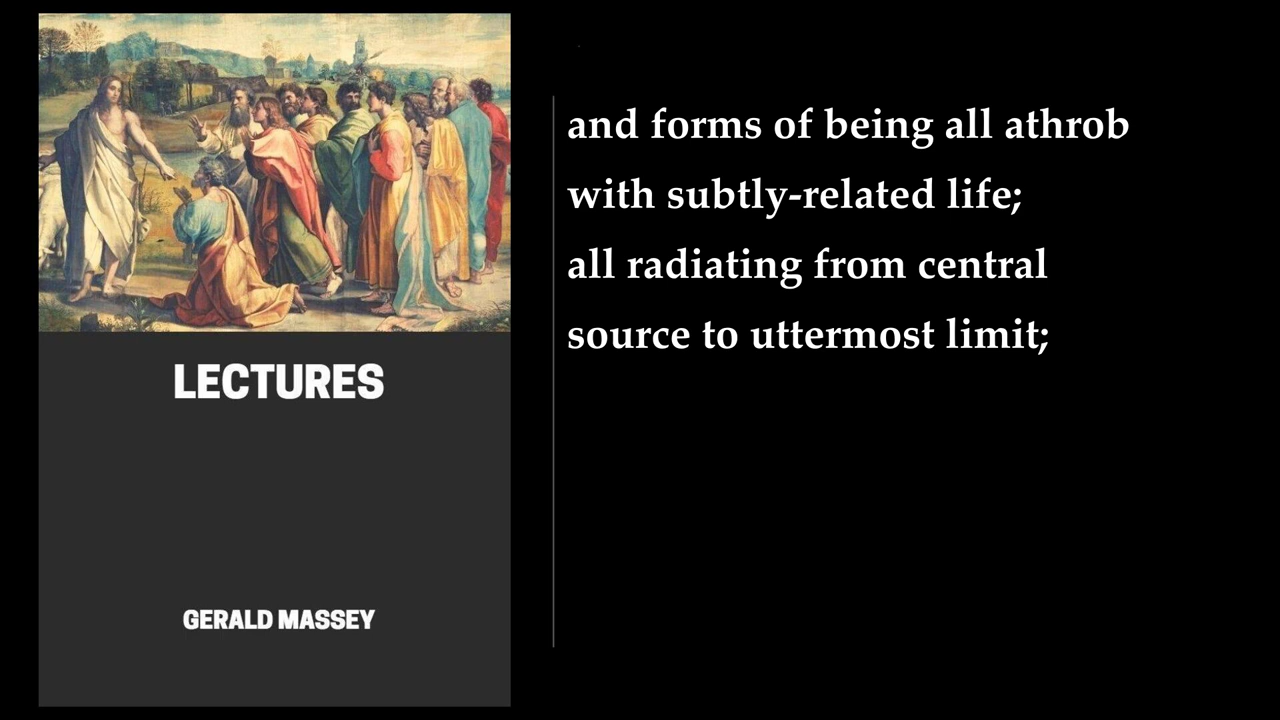 LECTURES
GERALD MASSEY
and forms of being all athrob
with subtly-related life;
all radiating from central
source to uttermost limit;